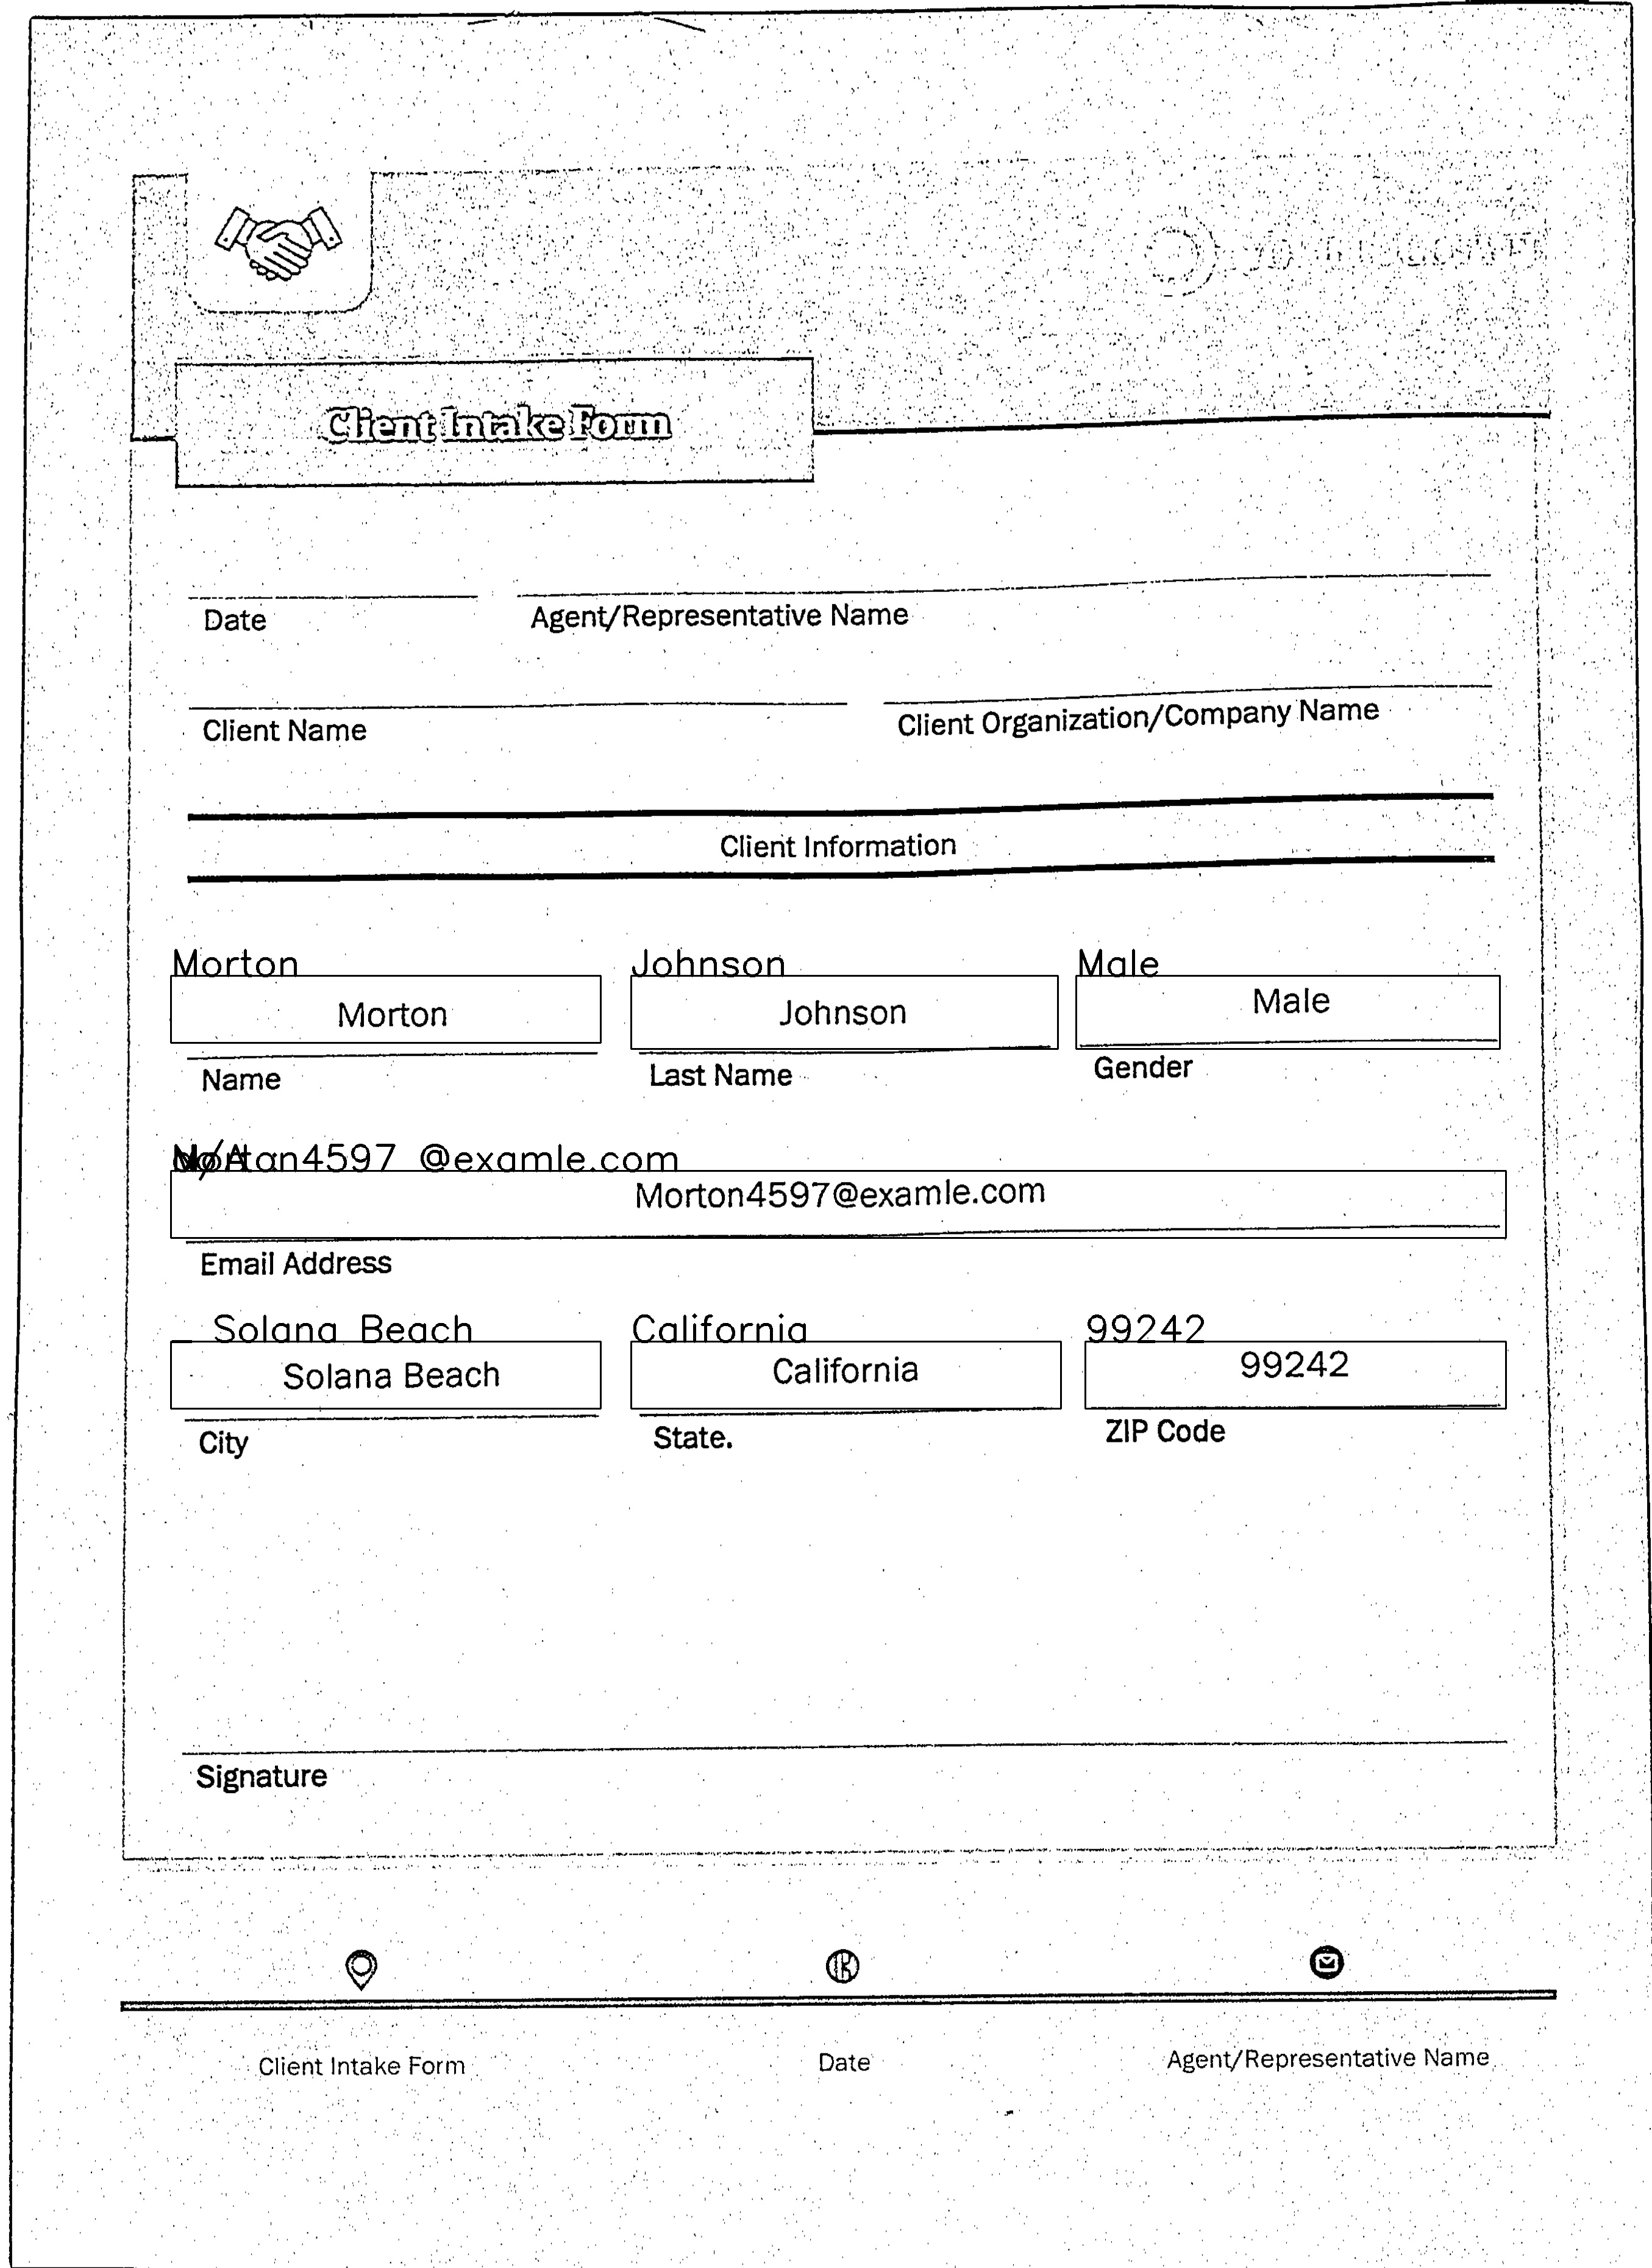 Client Intake Form
Date Agent/Representative Name
Client Name Client Organization/Company Name
Client Information
Morton Johnson Male
Morton Johnson Male
Name Last Name Gender
@examle.com
Morton4597@examle.com
Email Address
Solana Beach California 99242
Solana Beach California 99242
City State. ZIP Code
Signature
Client Intake Form Date Agent/Representative Name